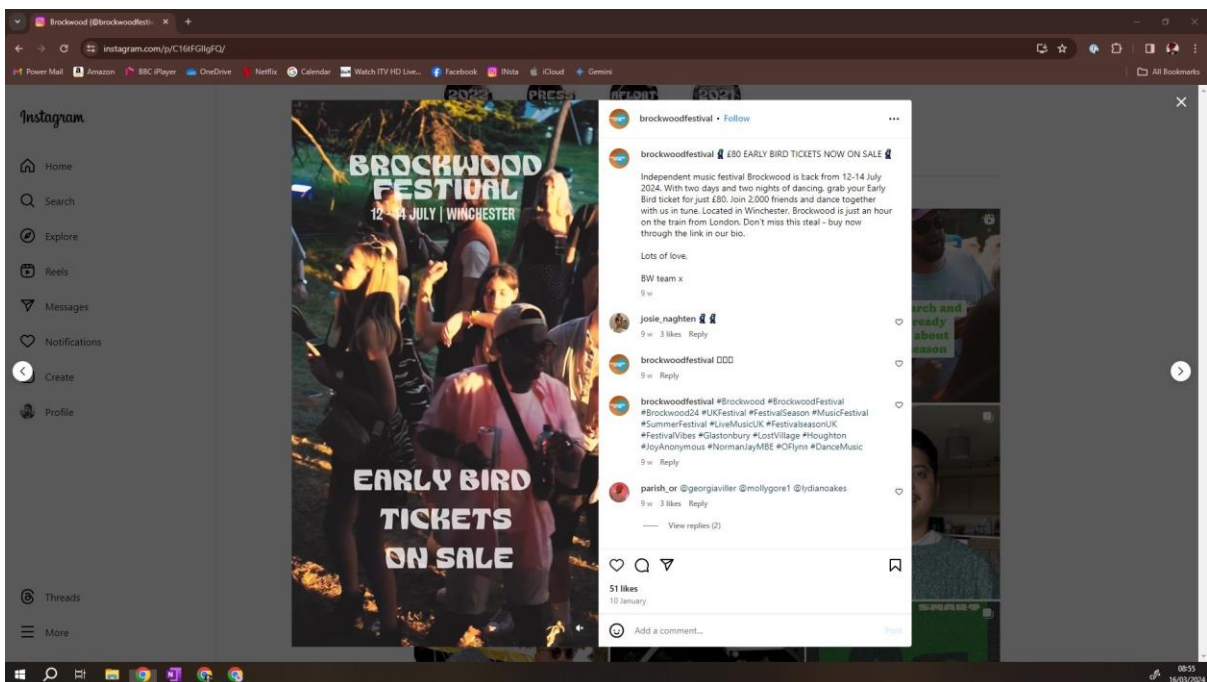 Brockwood (@brockwoodfestiv
instagram.com/p/C16tFGIlgFQ/
Power Mail Amazon BBC iPlayer OneDrive Netflix Calendar Watch ITV HD Live... Facebook INsta iCloud Gemini All Bookmarks
Instagram
Home
Search
Explore
Reels
Messages
Notifications
Create
Profile
Threads
More
2023 PRESS AFLOAT 2021
BROCKWOOD
FESTIVAL
12 - 14 JULY | WINCHESTER
EARLY BIRD
TICKETS
ON SALE
brockwoodfestival • Follow
brockwoodfestival £80 EARLY BIRD TICKETS NOW ON SALE
Independent music festival Brockwood is back from 12-14 July
2024. With two days and two nights of dancing, grab your Early
Bird ticket for just £80. Join 2,000 friends and dance together
with us in tune. Located in Winchester, Brockwood is just an hour
on the train from London. Don't miss this steal - buy now
through the link in our bio.
Lots of love,
BW team x
9 w
josie_naghten
9 w 3 likes Reply
brockwoodfestival
9 w Reply
brockwoodfestival #Brockwood #BrockwoodFestival
#Brockwood24 #UKFestival #FestivalSeason #MusicFestival
#SummerFestival #LiveMusicUK #FestivalseasonUK
#FestivalVibes #Glastonbury #LostVillage #Houghton
#JoyAnonymous #NormanJayMBE #OFlynn #DanceMusic
9 w Reply
parish_or @georgiaviller @mollygore1 @lydianoakes
9 w 3 likes Reply
View replies (2)
51 likes
10 January
Add a comment...
Post
ready
about
08:55
16/03/2024